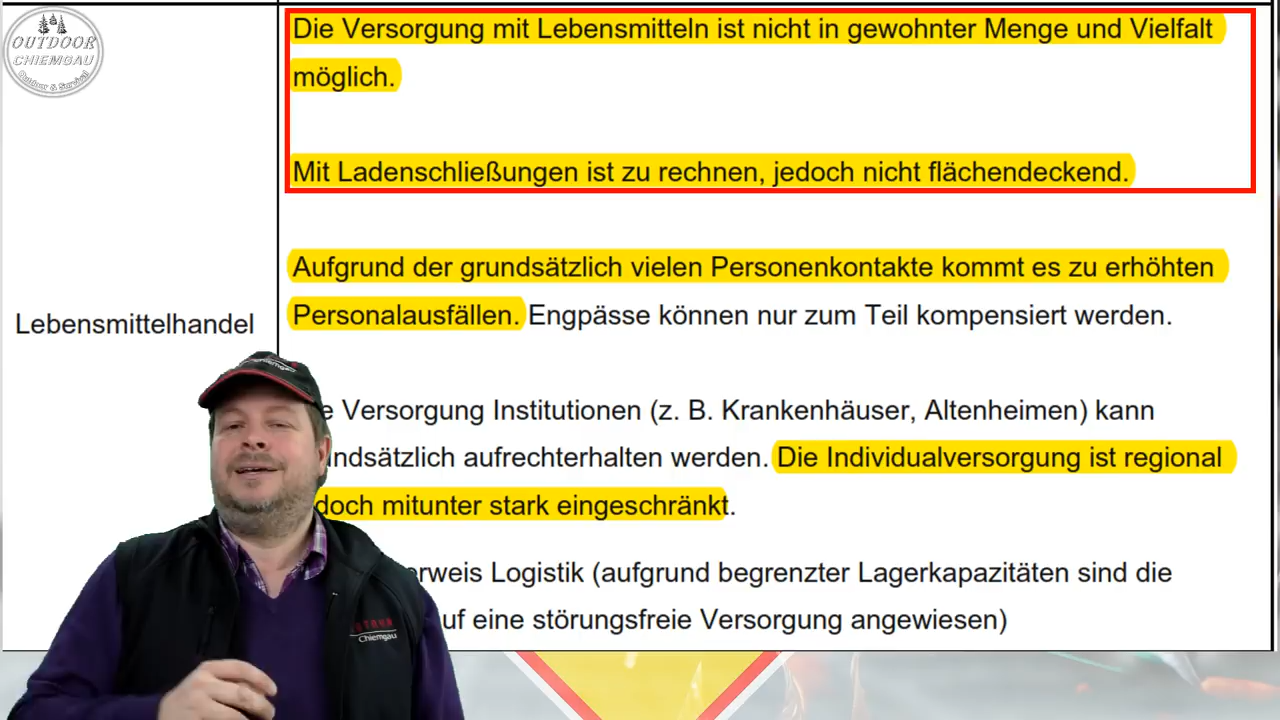 OUTDOOR
CHIEMGAU
Outdoor & Survival
Die Versorgung mit Lebensmitteln ist nicht in gewohnter Menge und Vielfalt
möglich.
Mit Ladenschließungen ist zu rechnen, jedoch nicht flächendeckend.
Aufgrund der grundsätzlich vielen Personenkontakte kommt es zu erhöhten
Personalausfällen. Engpässe können nur zum Teil kompensiert werden.
Lebensmittelhandel
e Versorgung Institutionen (z. B. Krankenhäuser, Altenheimen) kann
ndsätzlich aufrechterhalten werden. Die Individualversorgung ist regional
doch mitunter stark eingeschränkt.
rweis Logistik (aufgrund begrenzter Lagerkapazitäten sind die
uf eine störungsfreie Versorgung angewiesen)
Chiemgau